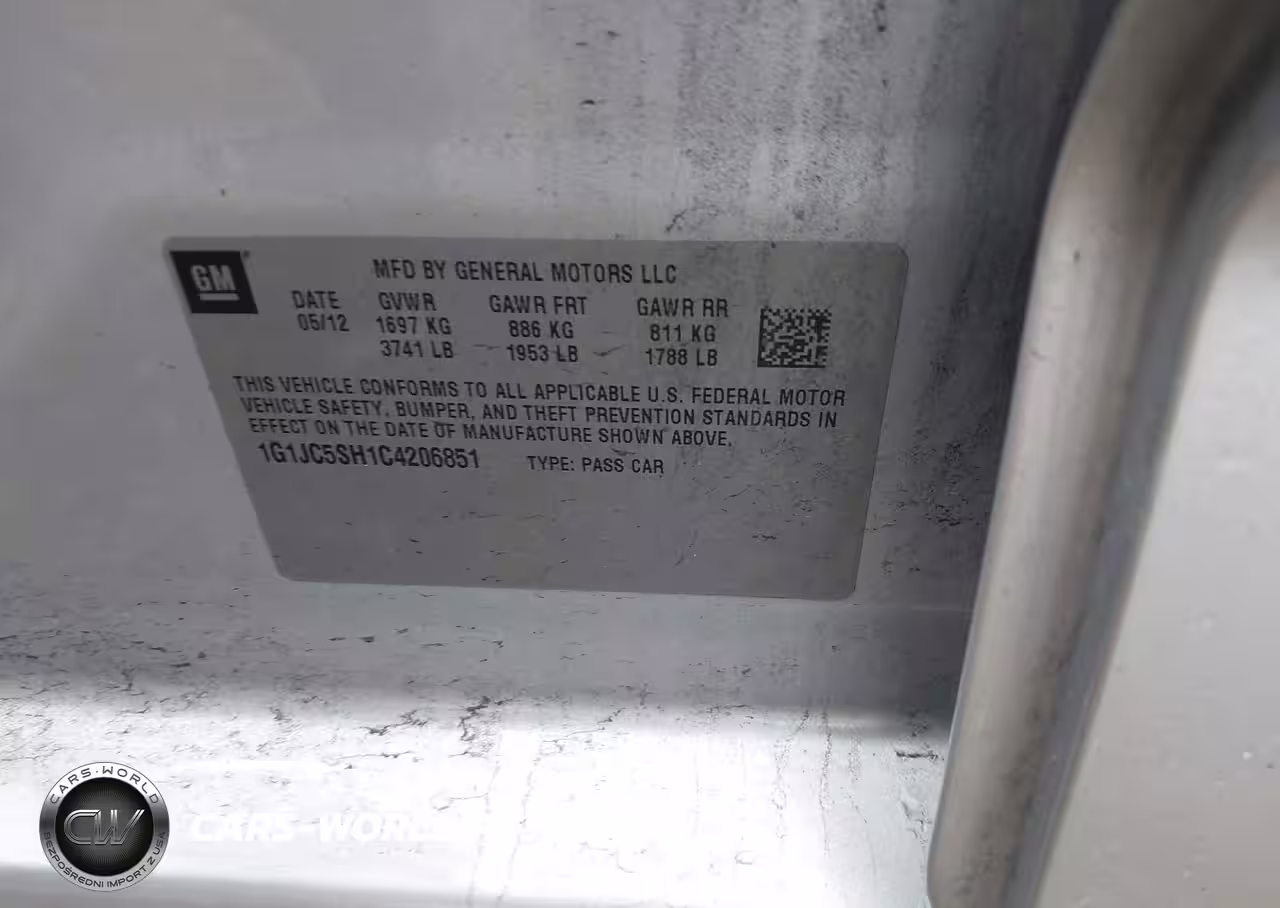 GM
MFD BY GENERAL MOTORS LLC
DATE GVWR GAWR FRT GAWR RR
05/12 1697 KG 886 KG 811 KG
3741 LB 1953 LB 1788 LB
THIS VEHICLE CONFORMS TO ALL APPLICABLE U.S. FEDERAL MOTOR
VEHICLE SAFETY, BUMPER, AND THEFT PREVENTION STANDARDS IN
EFFECT ON THE DATE OF MANUFACTURE SHOWN ABOVE.
1G1JC5SH1C4206851 TYPE: PASS CAR
CARS-WORLD
CW
BEZPOŚREDNI IMPORT Z USA
CARS-WORLD